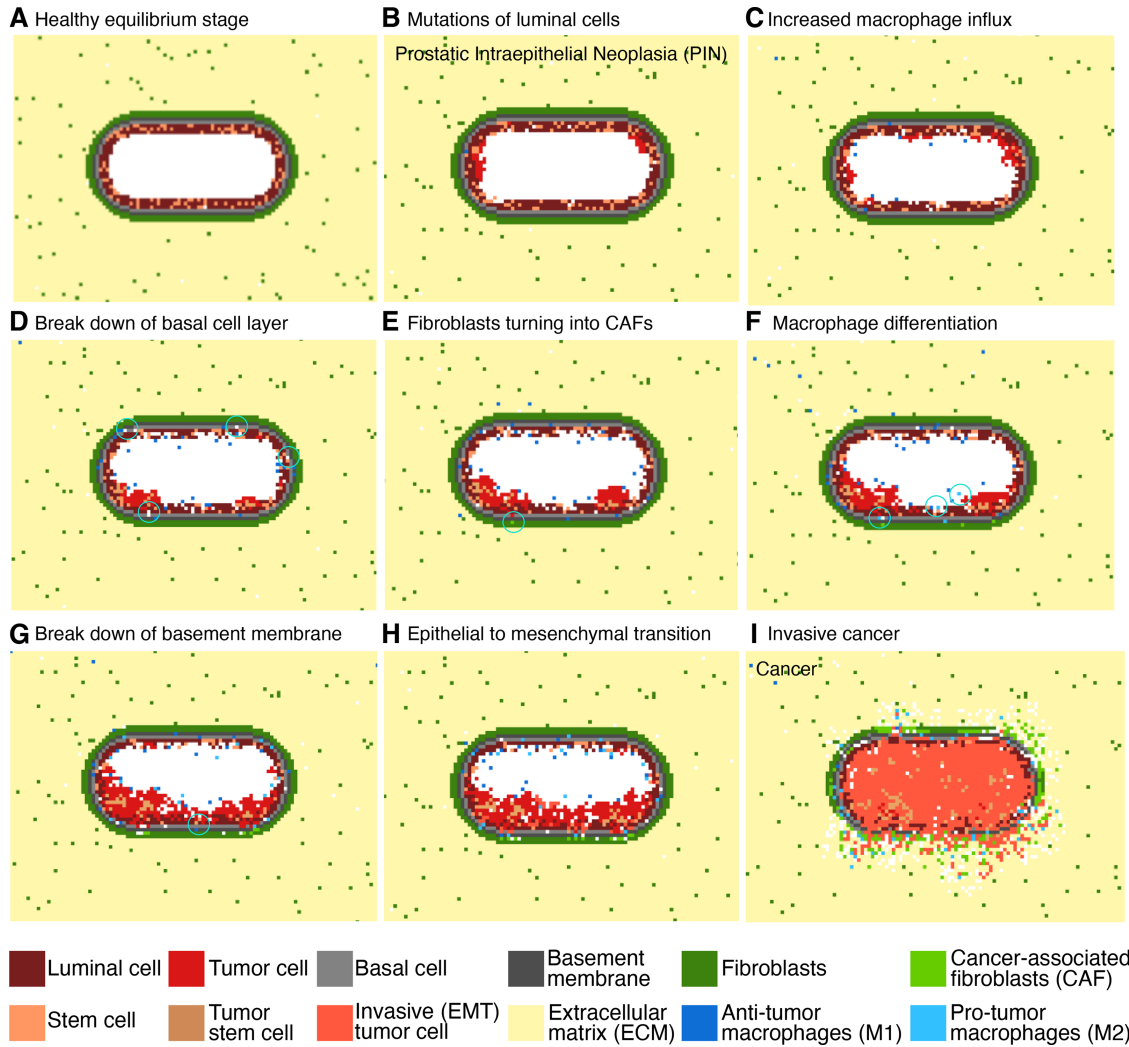 A Healthy equilibrium stage
B Mutations of luminal cells
Prostatic Intraepithelial Neoplasia (PIN)
C Increased macrophage influx
D Break down of basal cell layer
E Fibroblasts turning into CAFs
F Macrophage differentiation
G Break down of basement membrane
H Epithelial to mesenchymal transition
I Invasive cancer
Cancer
Luminal cell
Tumor cell
Basal cell
Basement
membrane
Fibroblasts
Cancer-associated
fibroblasts (CAF)
Stem cell
Tumor
stem cell
Invasive (EMT)
tumor cell
Extracellular
matrix (ECM)
Anti-tumor
macrophages (M1)
Pro-tumor
macrophages (M2)